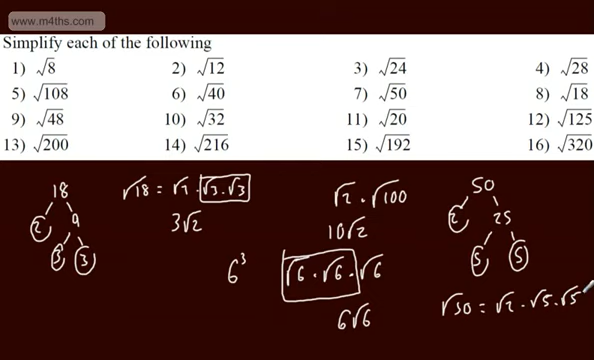 www.m4ths.com
Simplify each of the following
1) √8 2) √12 3) √24 4) √28
5) √108 6) √40 7) √50 8) √18
9) √48 10) √32 11) √20 12) √125
13) √200 14) √216 15) √192 16) √320
18
2 9
3 3
√18 = √2 · √3 · √3
3√2
√2 · √100
10√2
6³
√6 · √6 · √6
6√6
50
2 25
5 5
√50 = √2 · √5 · √5